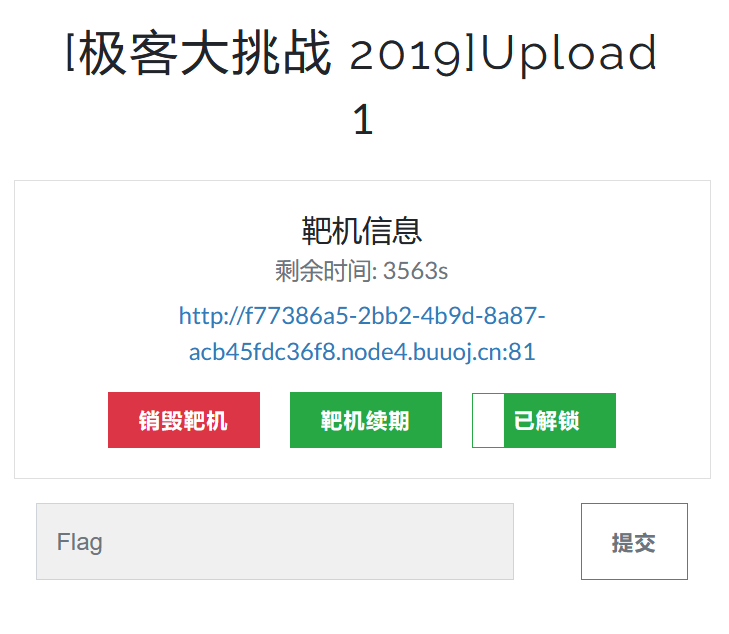 [极客大挑战 2019]Upload
1
靶机信息
剩余时间: 3563s
http://f77386a5-2bb2-4b9d-8a87-
acb45fdc36f8.node4.buuoj.cn:81
销毁靶机
靶机续期
已解锁
Flag
提交